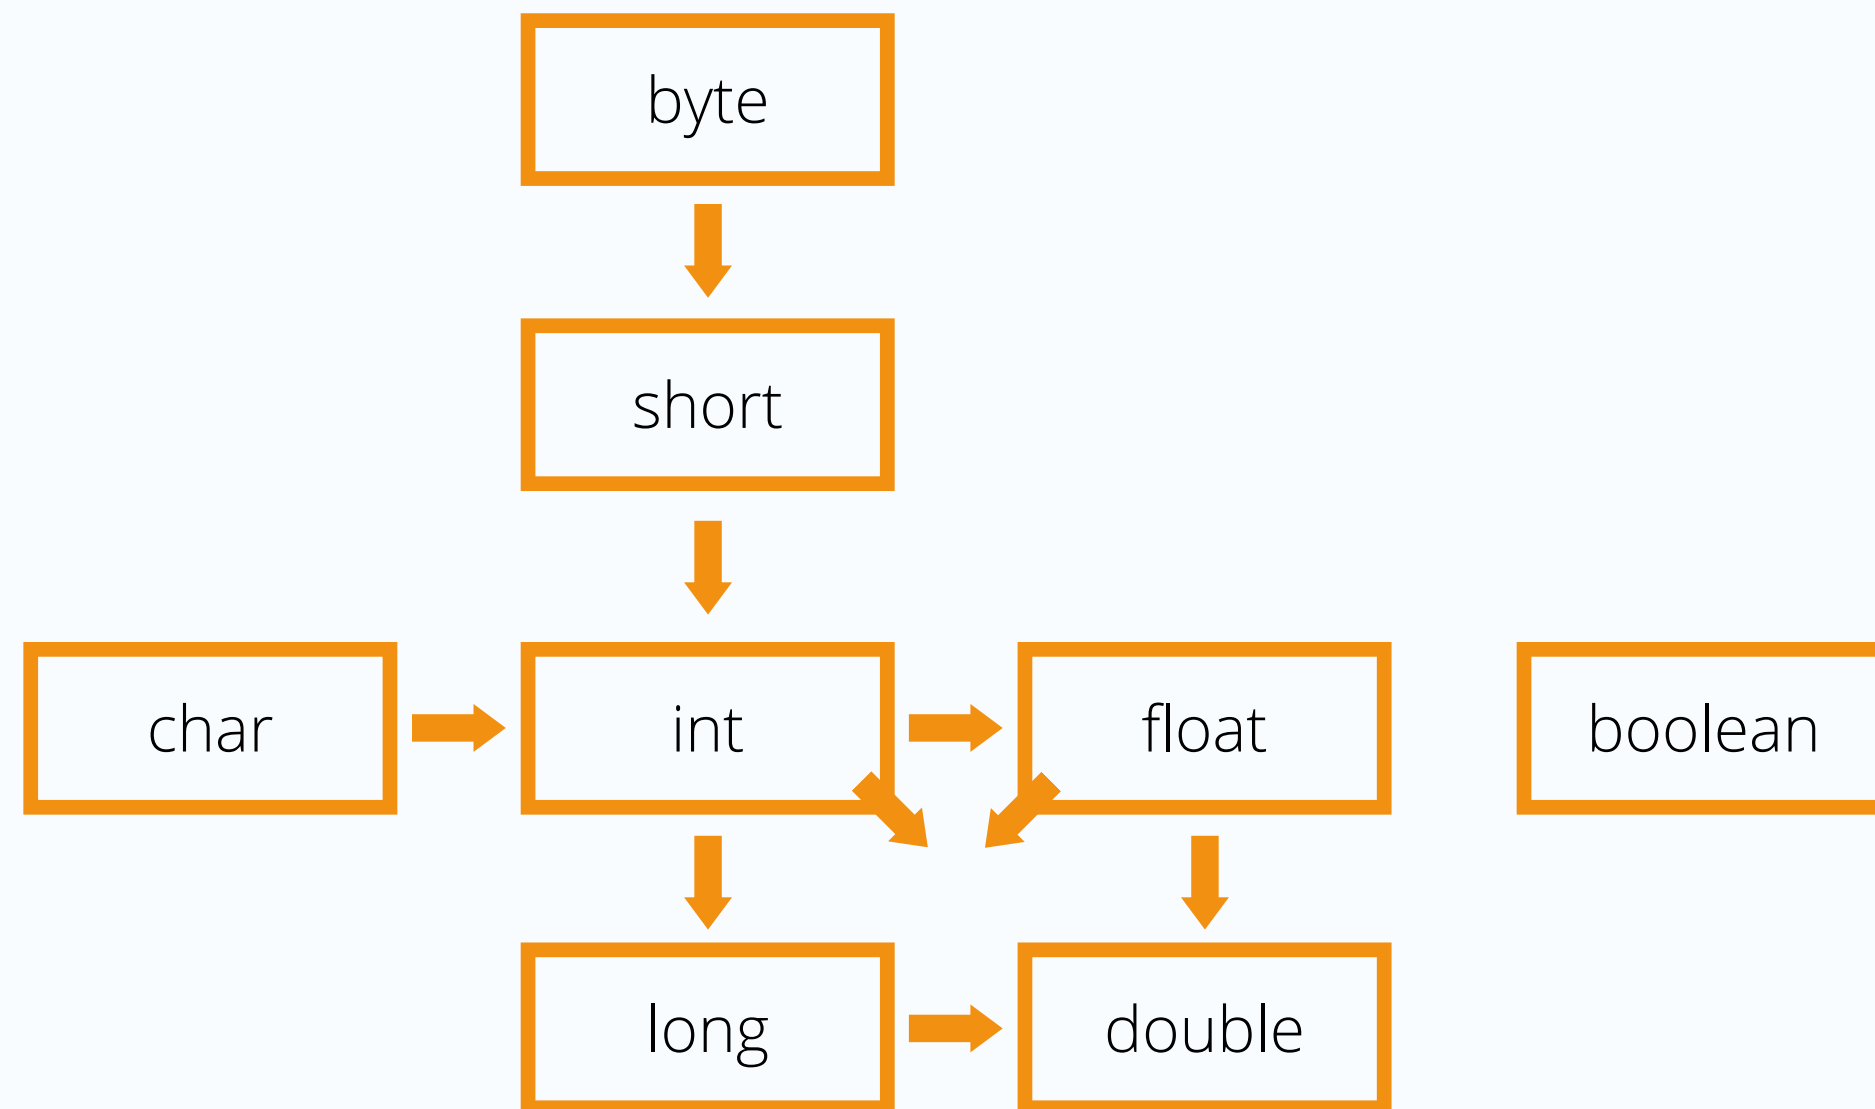 byte
short
char
int
float
boolean
long
double